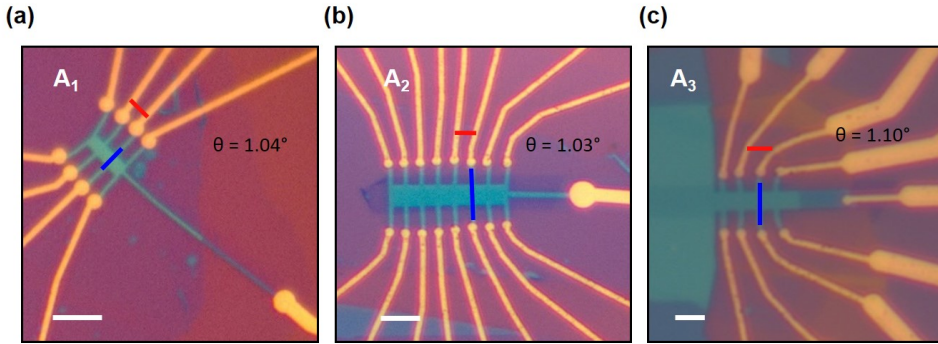 (a)
(b)
(c)
A₁
A₂
A₃
θ = 1.04°
θ = 1.03°
θ = 1.10°